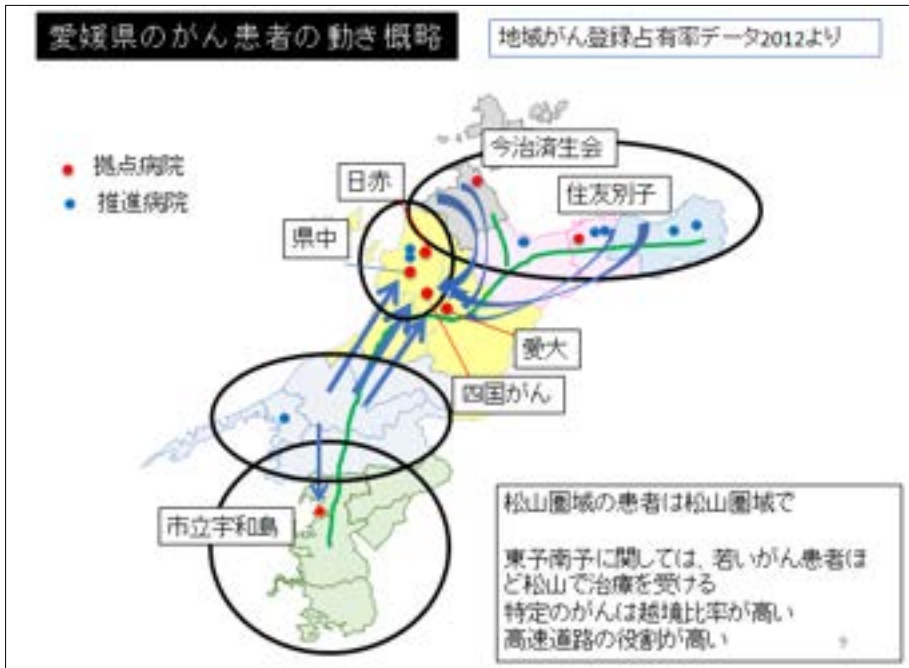 愛媛県のがん患者の動き概略
地域がん登録占有率データ2012より
拠点病院
推進病院
今治済生会
日赤
住友別子
県中
愛大
四国がん
市立宇和島
松山圏域の患者は松山圏域で
東予南予に関しては、若いがん患者ほ
ど松山で治療を受ける
特定のがんは越境比率が高い
高速道路の役割が高い
9